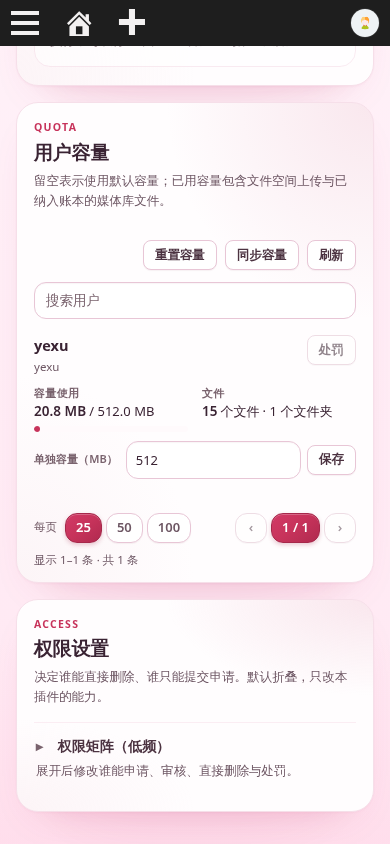 QUOTA
用户容量
留空表示使用默认容量；已用容量包含文件空间上传与已
纳入账本的媒体库文件。
重置容量 同步容量 刷新
搜索用户
yexu 处罚
yexu
容量使用 文件
20.8 MB / 512.0 MB 15 个文件 · 1 个文件夹
单独容量（MB） 512 保存
每页 25 50 100 ‹ 1 / 1 ›
显示 1–1 条 · 共 1 条
ACCESS
权限设置
决定谁能直接删除、谁只能提交申请。默认折叠，只改本
插件的能力。
▸ 权限矩阵（低频）
展开后修改谁能申请、审核、直接删除与处罚。